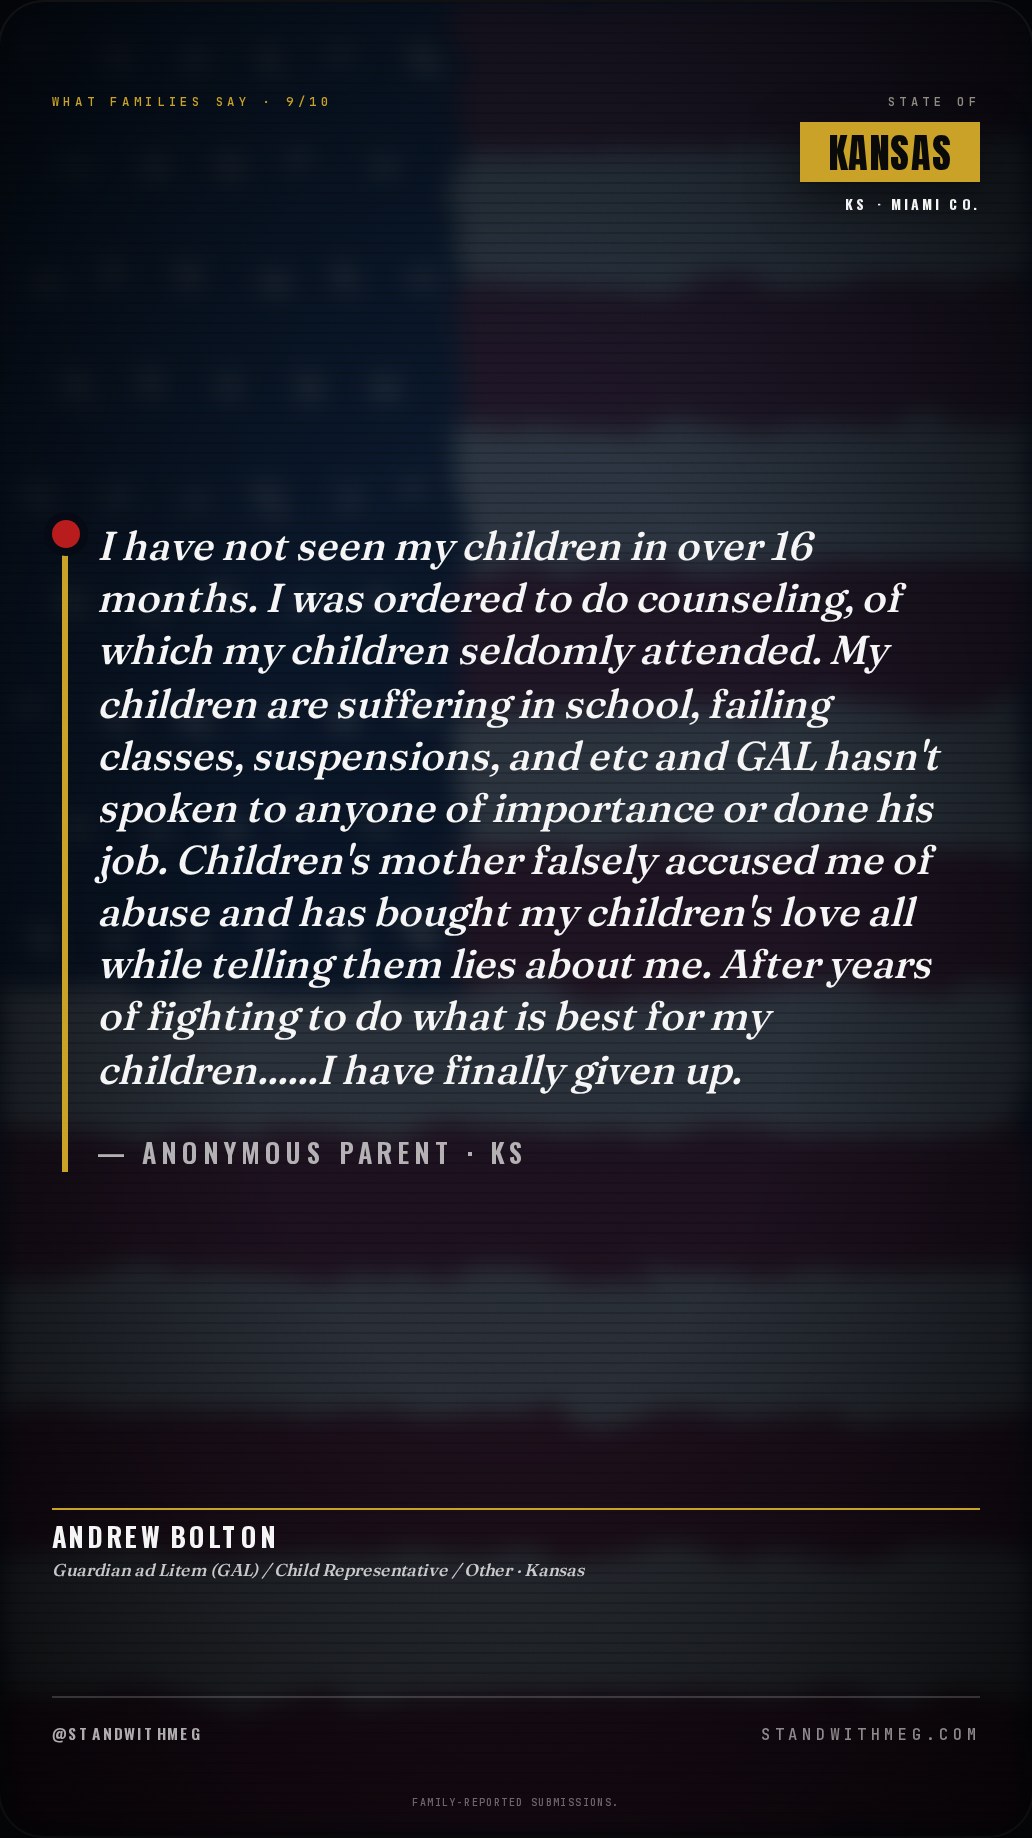 WHAT FAMILIES SAY · 9/10
STATE OF
KANSAS
KS · MIAMI CO.
I have not seen my children in over 16
months. I was ordered to do counseling, of
which my children seldomly attended. My
children are suffering in school, failing
classes, suspensions, and etc and GAL hasn't
spoken to anyone of importance or done his
job. Children's mother falsely accused me of
abuse and has bought my children's love all
while telling them lies about me. After years
of fighting to do what is best for my
children......I have finally given up.
— ANONYMOUS PARENT · KS
ANDREW BOLTON
Guardian ad Litem (GAL) / Child Representative / Other · Kansas
@STANDWITHMEG
STANDWITHMEG.COM
FAMILY-REPORTED SUBMISSIONS.